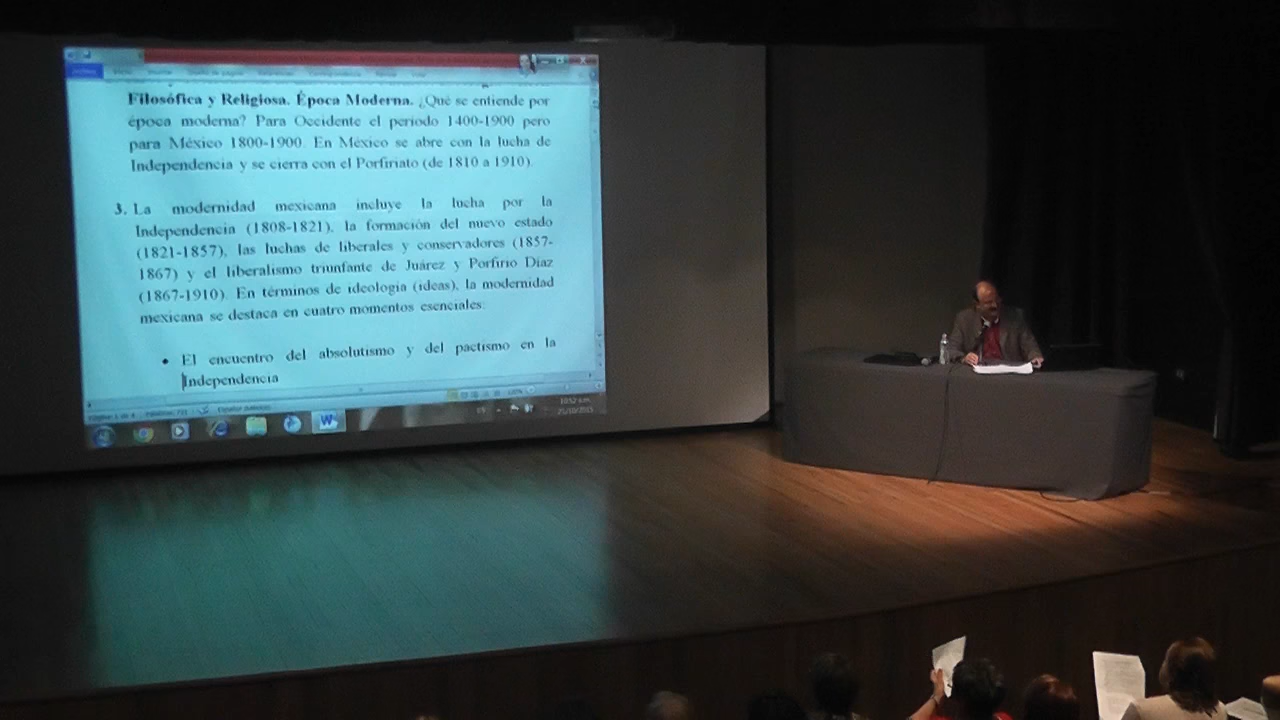 Filosófica y Religiosa. Época Moderna. ¿Qué se entiende por
época moderna? Para Occidente el período 1400-1900 pero
para México 1800-1900. En México se abre con la lucha de
Independencia y se cierra con el Porfiriato (de 1810 a 1910).
3. La modernidad mexicana incluye la lucha por la
Independencia (1808-1821), la formación del nuevo estado
(1821-1857), las luchas de liberales y conservadores (1857-
1867) y el liberalismo triunfante de Juárez y Porfirio Díaz
(1867-1910). En términos de ideología (ideas), la modernidad
mexicana se destaca en cuatro momentos esenciales:
• El encuentro del absolutismo y del pactismo en la
Independencia
10:52 a.m.